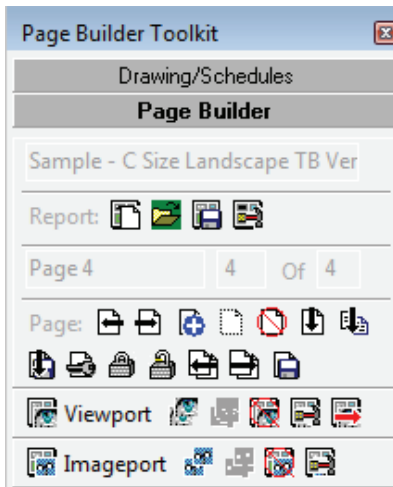 Page Builder Toolkit
Drawing/Schedules
Page Builder
Sample - C Size Landscape TB Ver
Report:
Page 4 4 Of 4
Page:
Viewport
Imageport